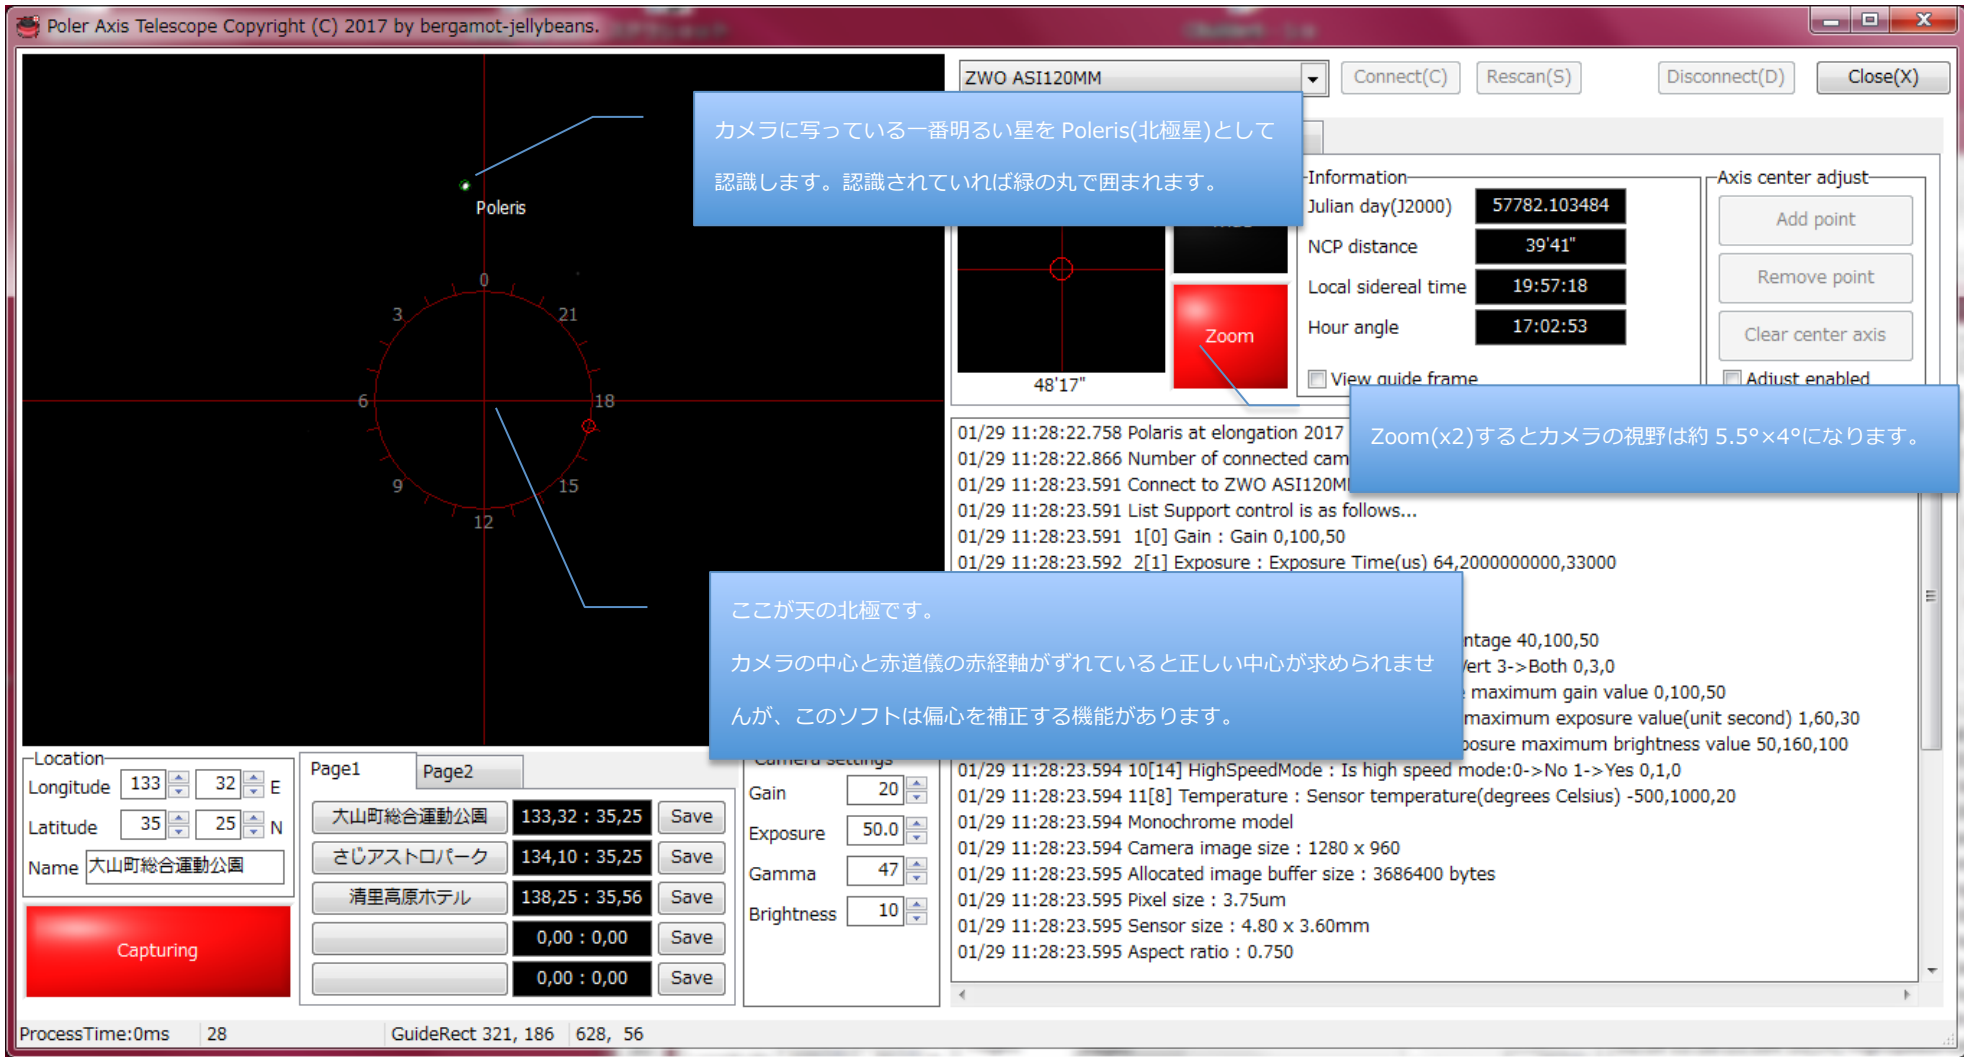 Poler Axis Telescope Copyright (C) 2017 by bergamot-jellybeans.
ZWO ASI120MM
Connect(C)
Rescan(S)
Disconnect(D)
Close(X)
カメラに写っている一番明るい星を Poleris(北極星)として
認識します。認識されていれば緑の丸で囲まれます。
Poleris
0
3
21
6
18
9
15
12
Zoom
48'17"
Information
Julian day(J2000) 57782.103484
NCP distance 39'41"
Local sidereal time 19:57:18
Hour angle 17:02:53
View guide frame
Axis center adjust
Add point
Remove point
Clear center axis
Adjust enabled
Zoom(x2)するとカメラの視野は約 5.5°×4°になります。
01/29 11:28:22.758 Polaris at elongation 2017
01/29 11:28:22.866 Number of connected cam
01/29 11:28:23.591 Connect to ZWO ASI120M
01/29 11:28:23.591 List Support control is as follows...
01/29 11:28:23.591 1[0] Gain : Gain 0,100,50
01/29 11:28:23.592 2[1] Exposure : Exposure Time(us) 64,2000000000,33000
ここが天の北極です。
カメラの中心と赤道儀の赤経軸がずれていると正しい中心が求められませ
んが、このソフトは偏心を補正する機能があります。
ntage 40,100,50
ert 3->Both 0,3,0
maximum gain value 0,100,50
maximum exposure value(unit second) 1,60,30
posure maximum brightness value 50,160,100
01/29 11:28:23.594 10[14] HighSpeedMode : Is high speed mode:0->No 1->Yes 0,1,0
01/29 11:28:23.594 11[8] Temperature : Sensor temperature(degrees Celsius) -500,1000,20
01/29 11:28:23.594 Monochrome model
01/29 11:28:23.594 Camera image size : 1280 x 960
01/29 11:28:23.595 Allocated image buffer size : 3686400 bytes
01/29 11:28:23.595 Pixel size : 3.75um
01/29 11:28:23.595 Sensor size : 4.80 x 3.60mm
01/29 11:28:23.595 Aspect ratio : 0.750
Location
Longitude 133 32 E
Latitude 35 25 N
Name 大山町総合運動公園
Capturing
Page1 Page2
大山町総合運動公園 133,32 : 35,25 Save
さじアストロパーク 134,10 : 35,25 Save
清里高原ホテル 138,25 : 35,56 Save
0,00 : 0,00 Save
0,00 : 0,00 Save
Camera settings
Gain 20
Exposure 50.0
Gamma 47
Brightness 10
ProcessTime:0ms 28 GuideRect 321, 186 628, 56